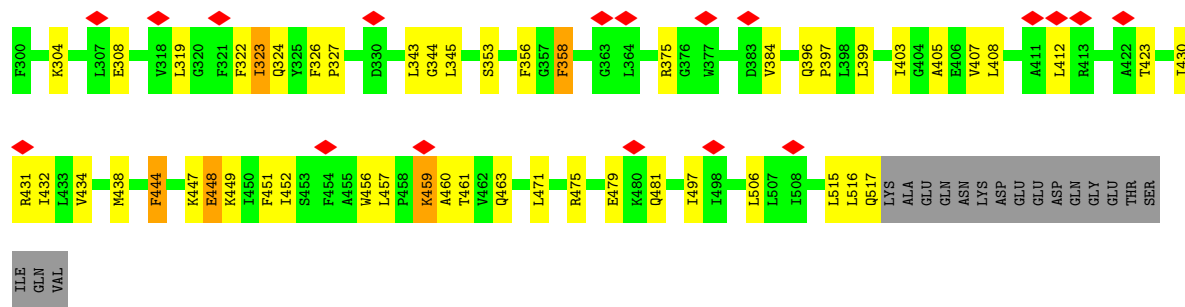 F300 K304 L307 E308 V318 L319 G320 F321 F322 I323 Q324 Y325 F326 P327 D330 L343 G344 L345 S353 F356 G357 F358 G363 L364 R375 G376 W377 D383 V384 Q396 P397 L398 L399 I403 G404 A405 E406 V407 L408 A411 L412 R413 A422 T423 I430
R431 I432 L433 V434 M438 F444 K447 E448 K449 I450 F451 I452 S453 F454 A455 W456 L457 P458 K459 A460 T461 V462 Q463 L471 R475 E479 K480 Q481 I497 I498 L506 L507 I508 L515 L516 Q517 LYS ALA GLU GLN ASN LYS ASP GLU GLU ASP GLN GLY GLU THR SER
ILE GLN VAL